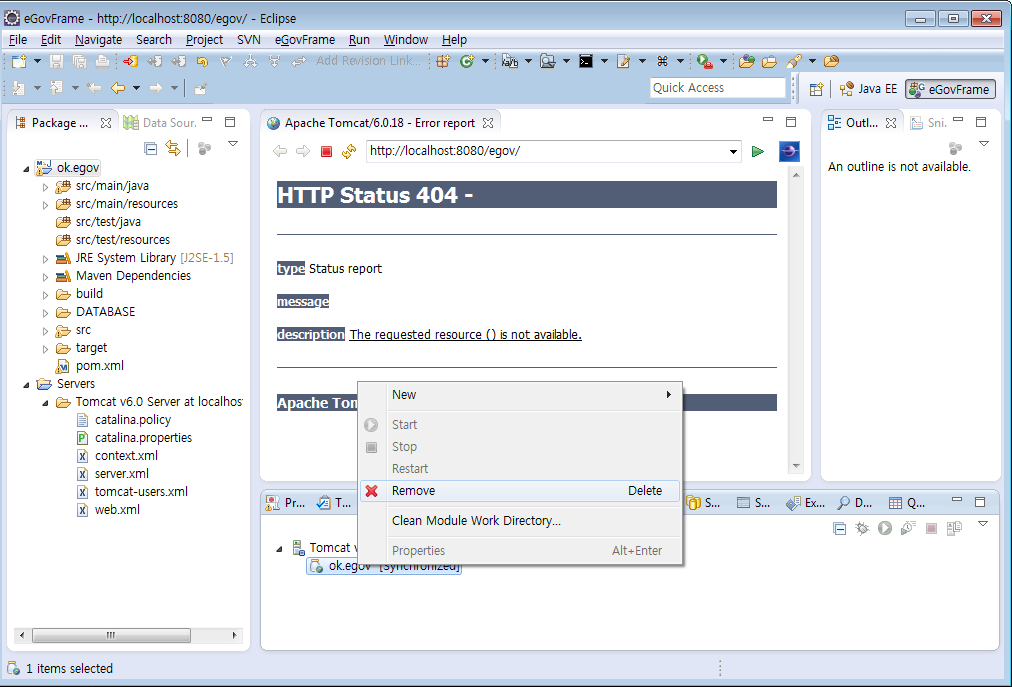 eGovFrame - http://localhost:8080/egov/ - Eclipse
File Edit Navigate Search Project SVN eGovFrame Run Window Help
Add Revision Link...
Quick Access
Java EE
eGovFrame
Package ...
Data Sour.
ok.egov
src/main/java
src/main/resources
src/test/java
src/test/resources
JRE System Library [J2SE-1.5]
Maven Dependencies
build
DATABASE
src
target
pom.xml
Servers
Tomcat v6.0 Server at localhos
catalina.policy
catalina.properties
context.xml
server.xml
tomcat-users.xml
web.xml
Apache Tomcat/6.0.18 - Error report
http://localhost:8080/egov/
HTTP Status 404 -
type Status report
message
description The requested resource () is not available.
Apache Tom
New
Start
Stop
Restart
Remove Delete
Clean Module Work Directory...
Properties Alt+Enter
Outl...
Sni.
An outline is not available.
Pr...
T...
S...
S...
Ex...
D...
Q...
Tomcat v
ok.egov [Synchronized]
1 items selected